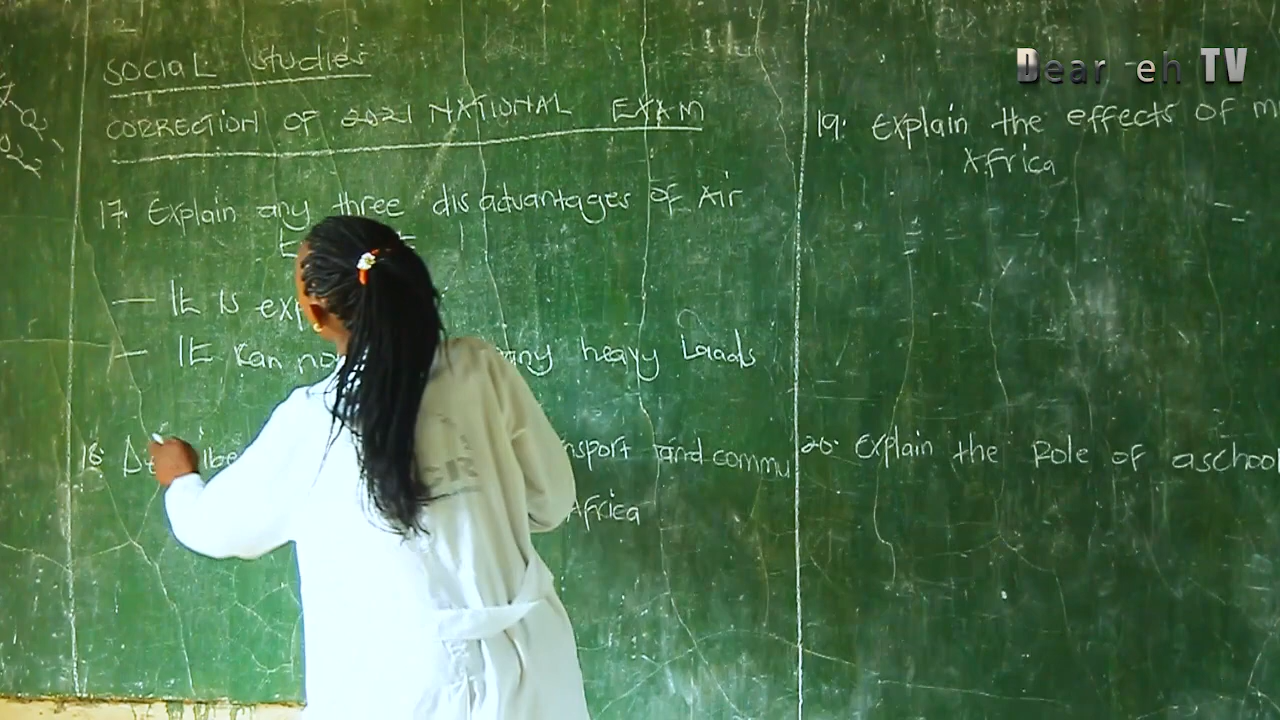 Social Studies
CORRECTION OF 2021 NATIONAL EXAM
17. Explain any three disadvantages of Air
- It is exp
- It Can no any heavy Loads
18. nsport and commu
Africa
19. Explain the effects of m
Africa
20. Explain the Role of aschool
Dear eh TV